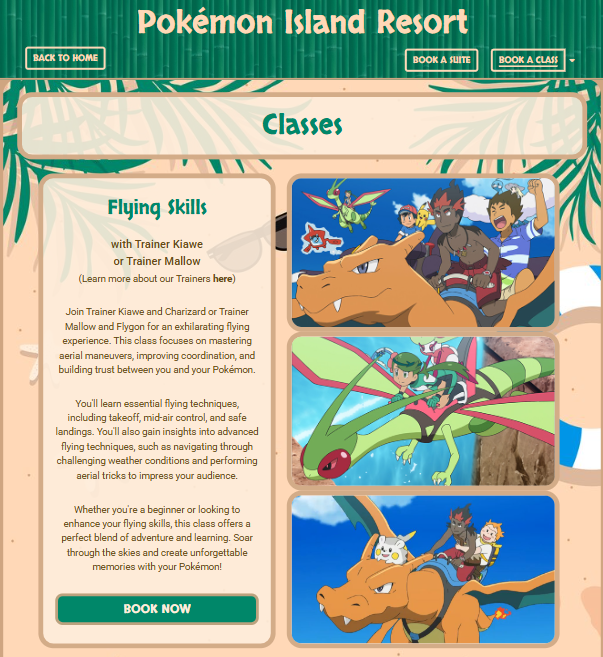 Pokémon Island Resort
BACK TO HOME
BOOK A SUITE
BOOK A CLASS
Classes
Flying Skills
with Trainer Kiawe
or Trainer Mallow
(Learn more about our Trainers here)
Join Trainer Kiawe and Charizard or Trainer
Mallow and Flygon for an exhilarating flying
experience. This class focuses on mastering
aerial maneuvers, improving coordination, and
building trust between you and your Pokémon.
You'll learn essential flying techniques,
including takeoff, mid-air control, and safe
landings. You'll also gain insights into advanced
flying techniques, such as navigating through
challenging weather conditions and performing
aerial tricks to impress your audience.
Whether you're a beginner or looking to
enhance your flying skills, this class offers a
perfect blend of adventure and learning. Soar
through the skies and create unforgettable
memories with your Pokémon!
BOOK NOW